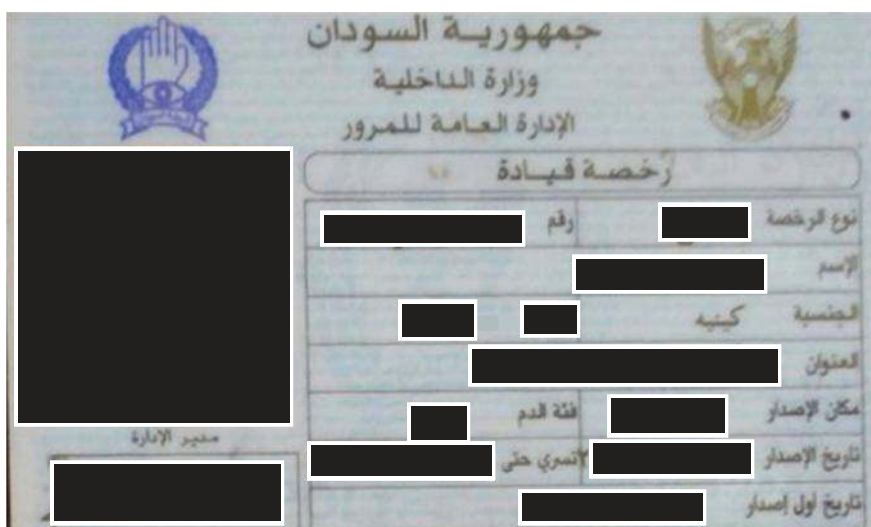 جمهورية السودان
وزارة الداخلية
الإدارة العامة للمرور
رخصة قيادة
نوع الرخصة رقم
الإسم
الجنسية كينيه
العنوان
مكان الإصدار فئة الدم
تاريخ الإصدار تسري حتى
تاريخ أول إصدار
مدير الإدارة